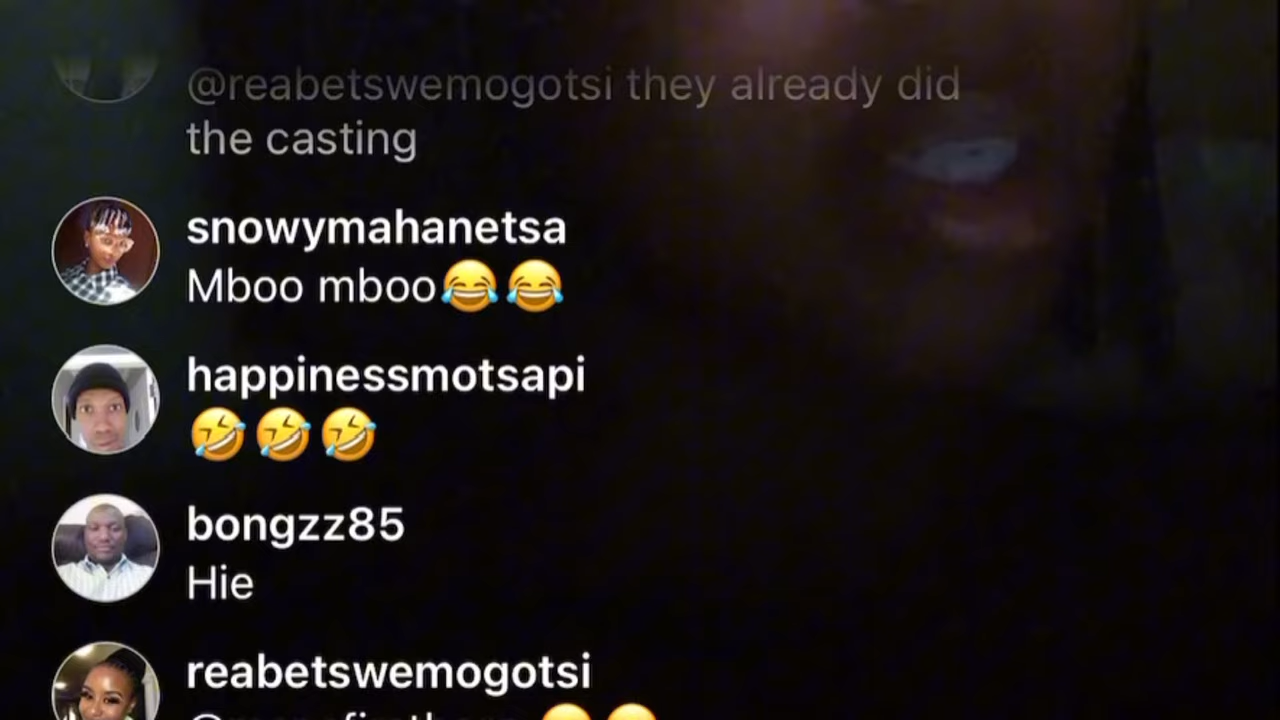 @reabetswemogotsi they already did
the casting
snowymahanetsa
Mboo mboo😂😂
happinessmotsapi
🤣🤣🤣
bongzz85
Hie
reabetswemogotsi